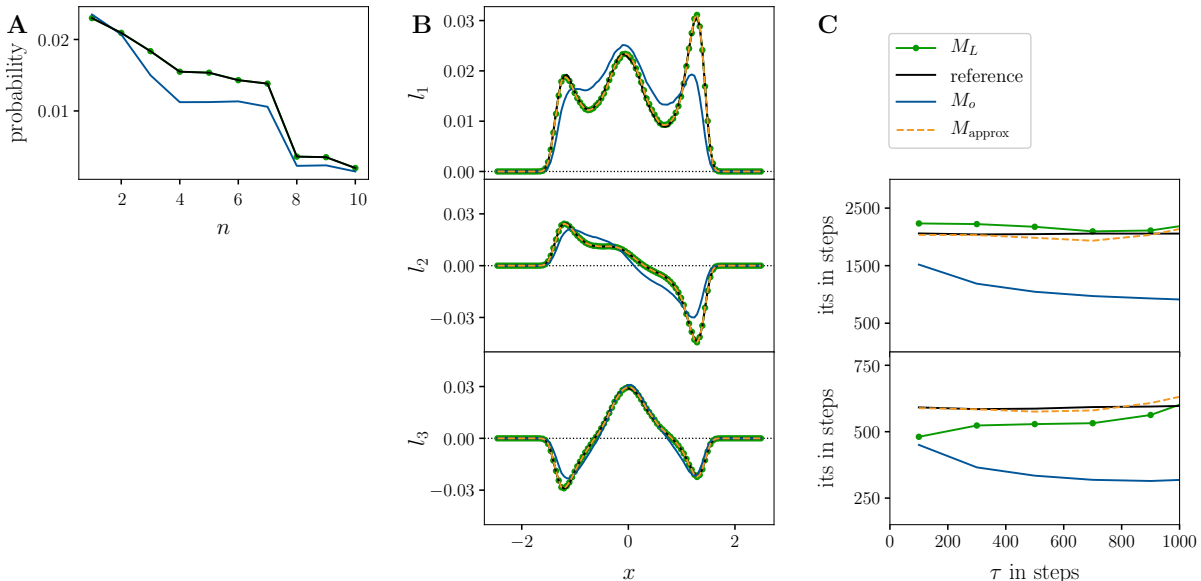 A
0.02
0.01
probability
2 4 6 8 10
n
B
0.03
0.02
0.01
0.00
l₁
0.03
0.00
−0.03
l₂
0.03
0.00
−0.03
l₃
−2 0 2
x
C
M_L
reference
M_o
M_approx
2500
1500
500
its in steps
750
500
250
its in steps
0 200 400 600 800 1000
τ in steps